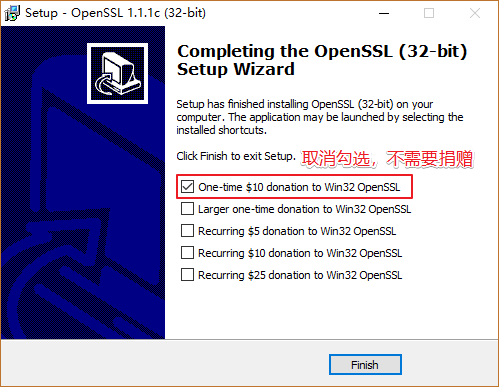 Setup - OpenSSL 1.1.1c (32-bit)
Completing the OpenSSL (32-bit)
Setup Wizard
Setup has finished installing OpenSSL (32-bit) on your
computer. The application may be launched by selecting the
installed shortcuts.
Click Finish to exit Setup. 取消勾选，不需要捐赠
One-time $10 donation to Win32 OpenSSL
Larger one-time donation to Win32 OpenSSL
Recurring $5 donation to Win32 OpenSSL
Recurring $10 donation to Win32 OpenSSL
Recurring $25 donation to Win32 OpenSSL
Finish